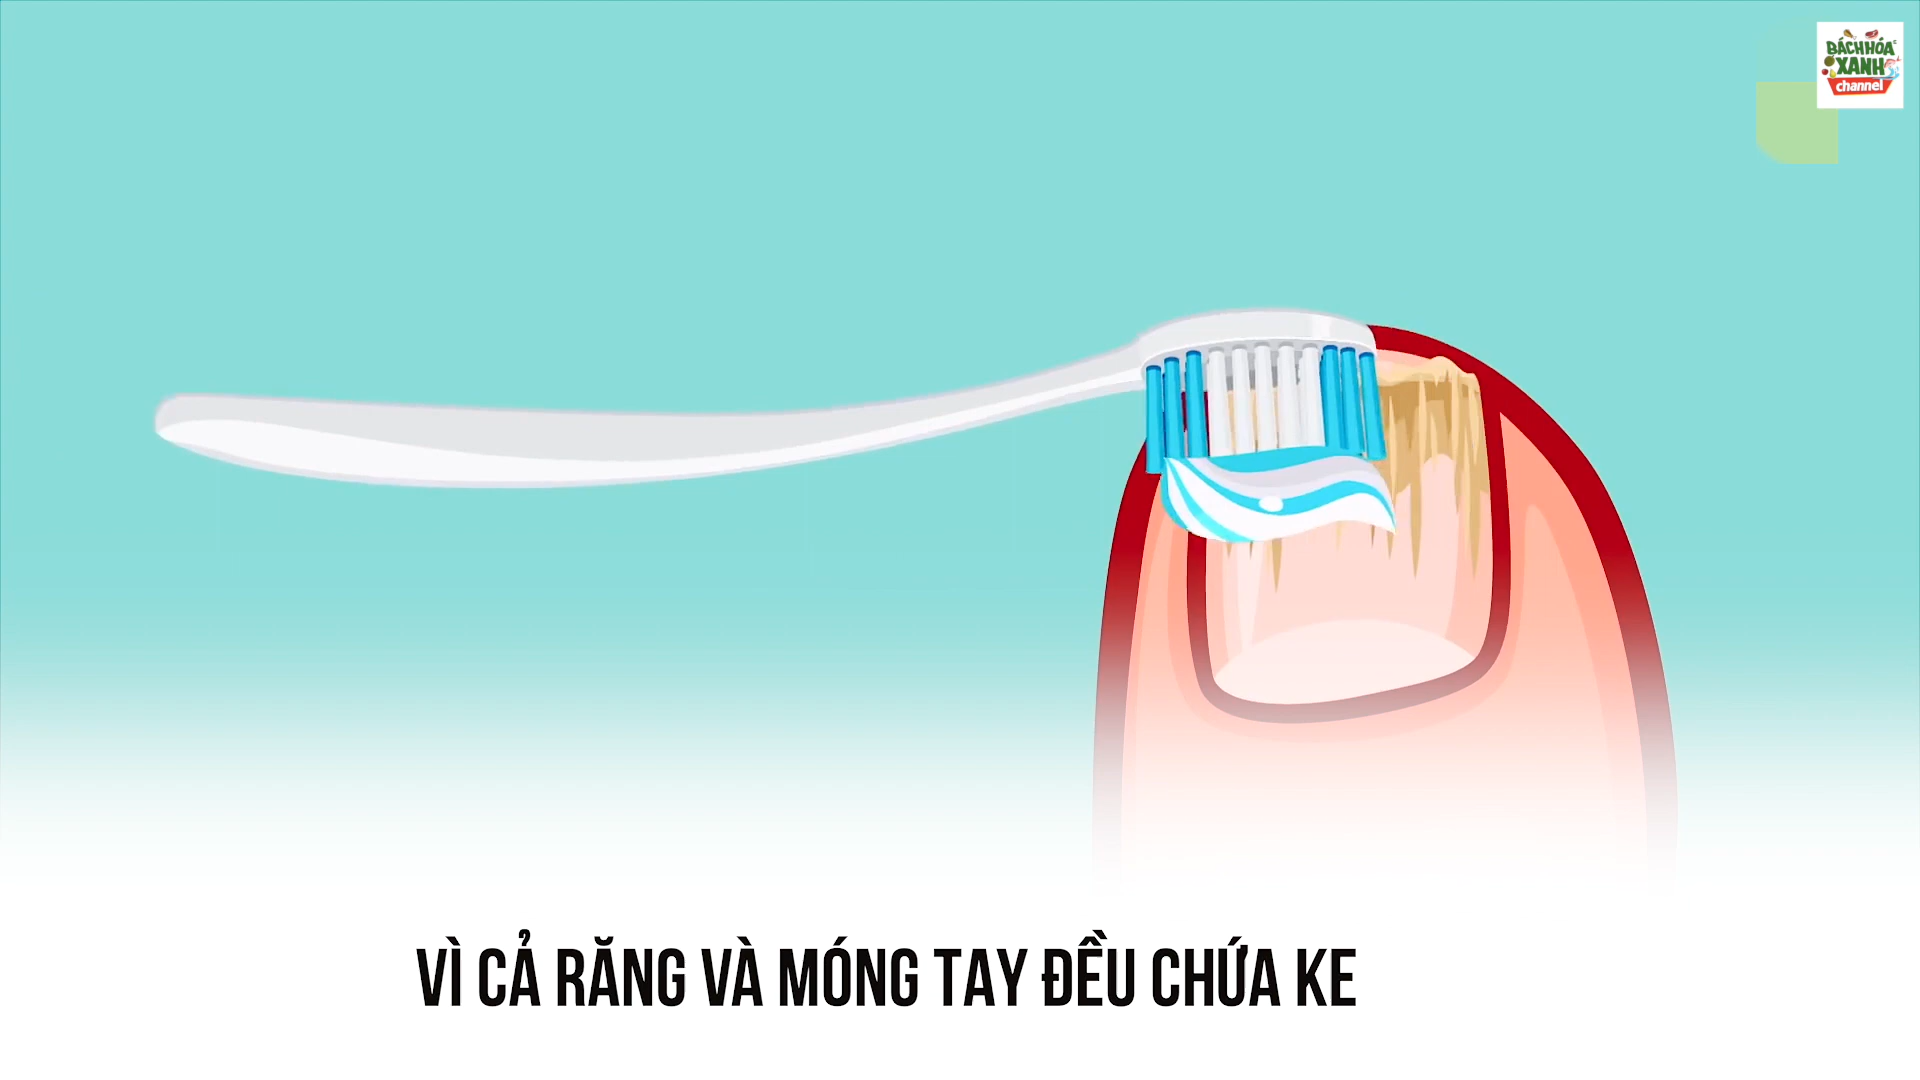 BÁCH HÓA
XANH
channel
VÌ CẢ RĂNG VÀ MÓNG TAY ĐỀU CHỨA KE